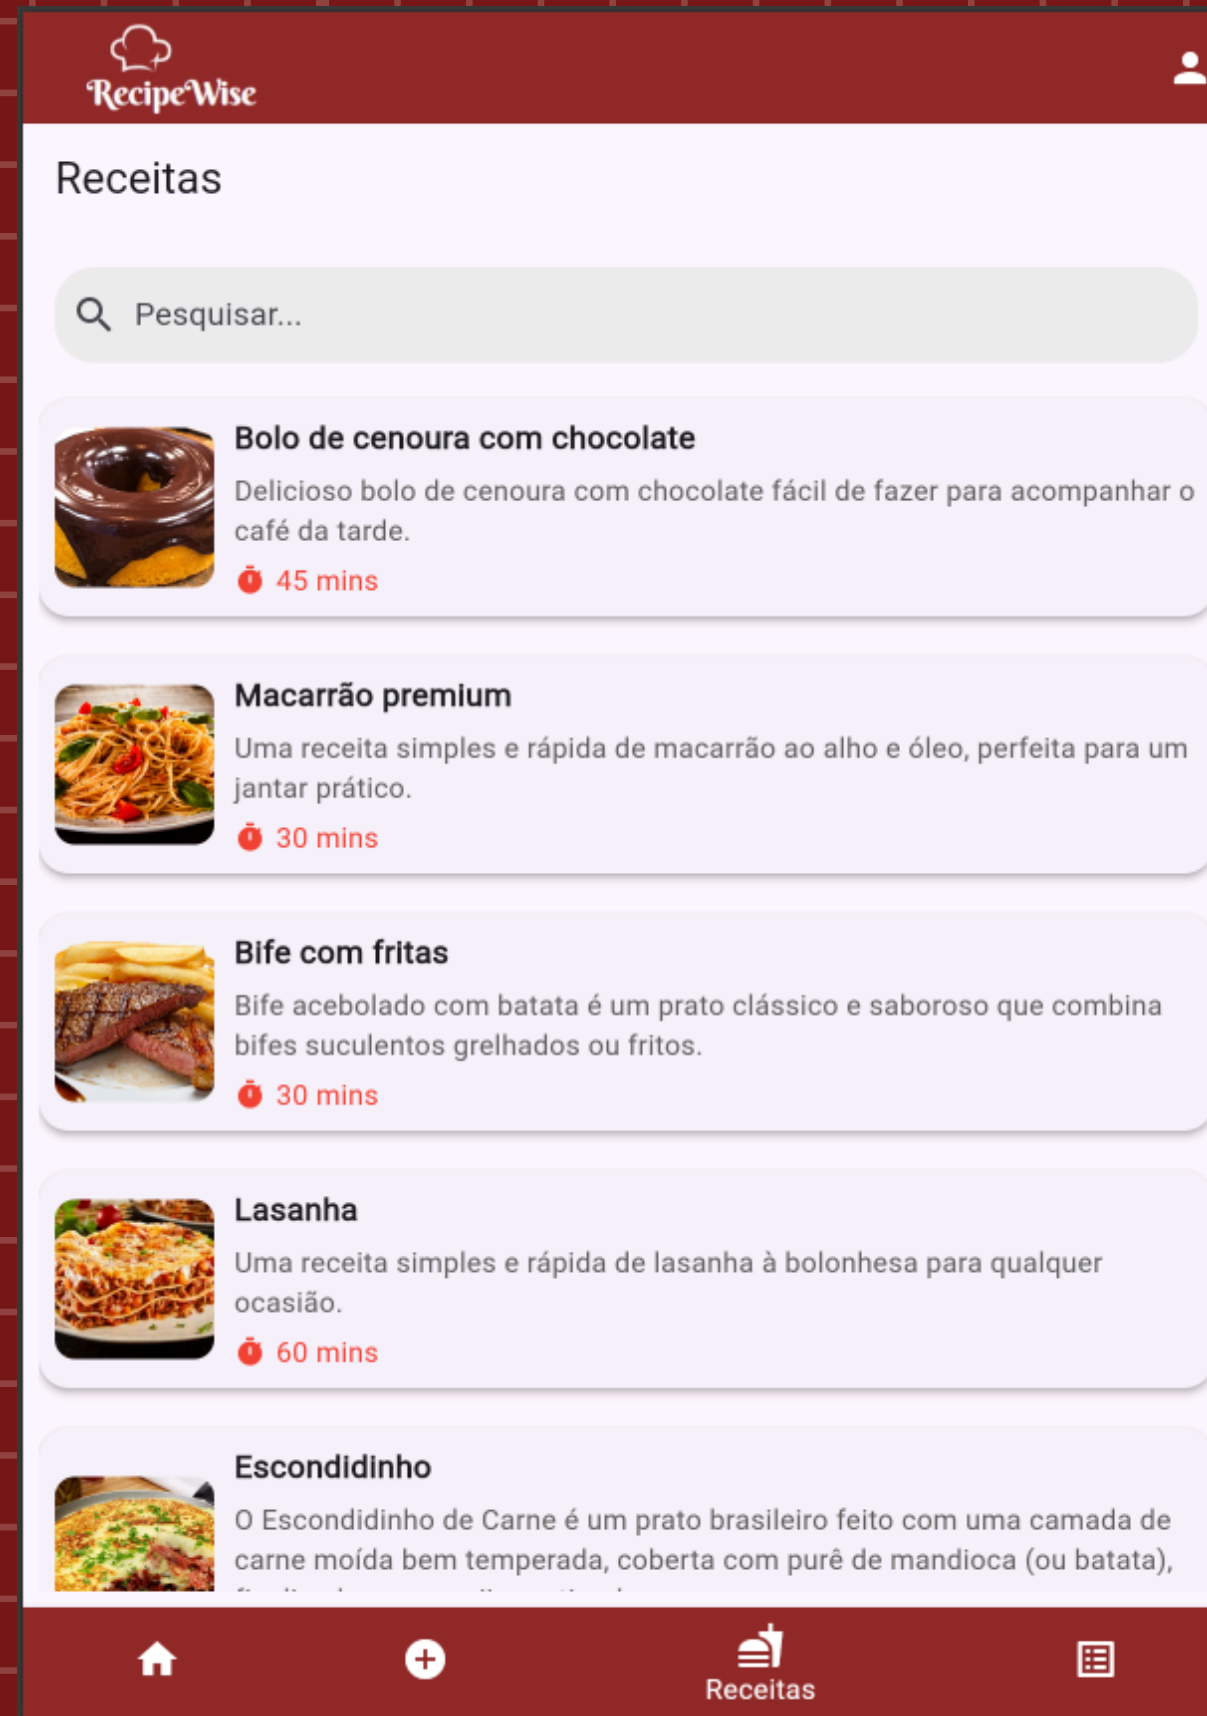 RecipeWise
Receitas
Pesquisar...
Bolo de cenoura com chocolate
Delicioso bolo de cenoura com chocolate fácil de fazer para acompanhar o
café da tarde.
45 mins
Macarrão premium
Uma receita simples e rápida de macarrão ao alho e óleo, perfeita para um
jantar prático.
30 mins
Bife com fritas
Bife acebolado com batata é um prato clássico e saboroso que combina
bifes suculentos grelhados ou fritos.
30 mins
Lasanha
Uma receita simples e rápida de lasanha à bolonhesa para qualquer
ocasião.
60 mins
Escondidinho
O Escondidinho de Carne é um prato brasileiro feito com uma camada de
carne moída bem temperada, coberta com purê de mandioca (ou batata),
Receitas